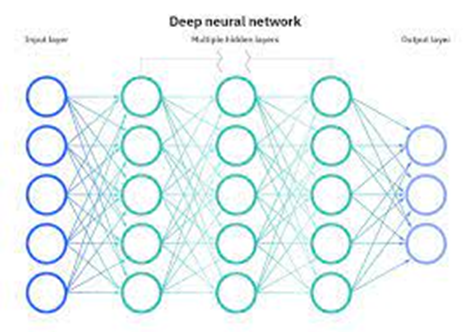 Deep neural network
Input layer
Multiple hidden layers
Output layer